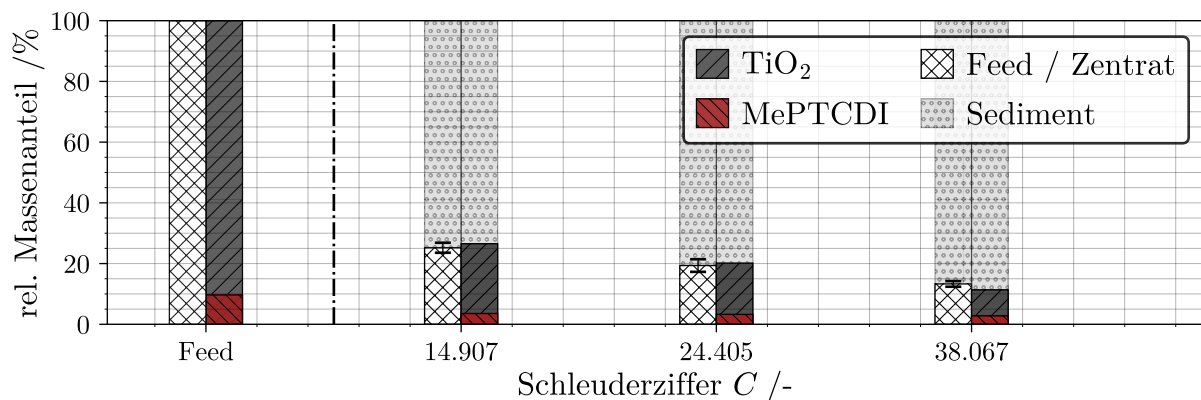 rel. Massenanteil /%
100
80
60
40
20
0
TiO₂
Feed / Zentrat
MePTCDI
Sediment
Feed 14.907 24.405 38.067
Schleuderziffer C /-